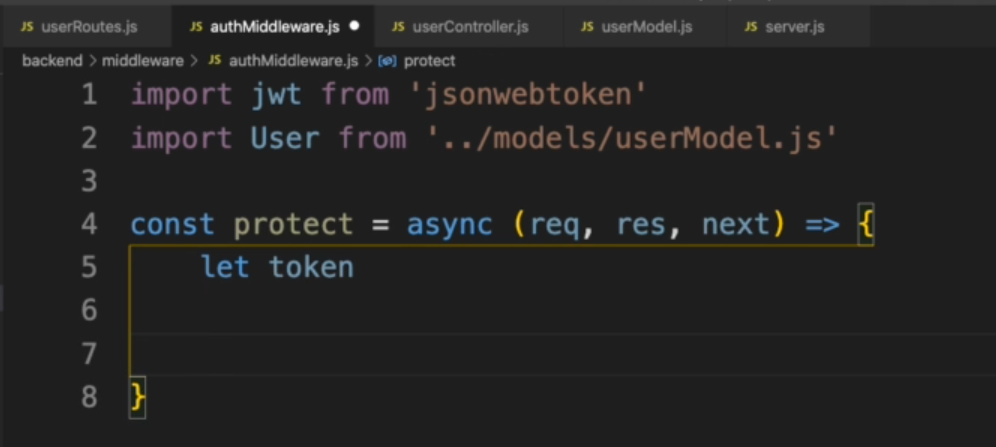 JS userRoutes.js JS authMiddleware.js JS userController.js JS userModel.js JS server.js
backend > middleware > JS authMiddleware.js > protect
1 import jwt from 'jsonwebtoken'
2 import User from '../models/userModel.js'
3
4 const protect = async (req, res, next) => {
5 let token
6
7
8 }